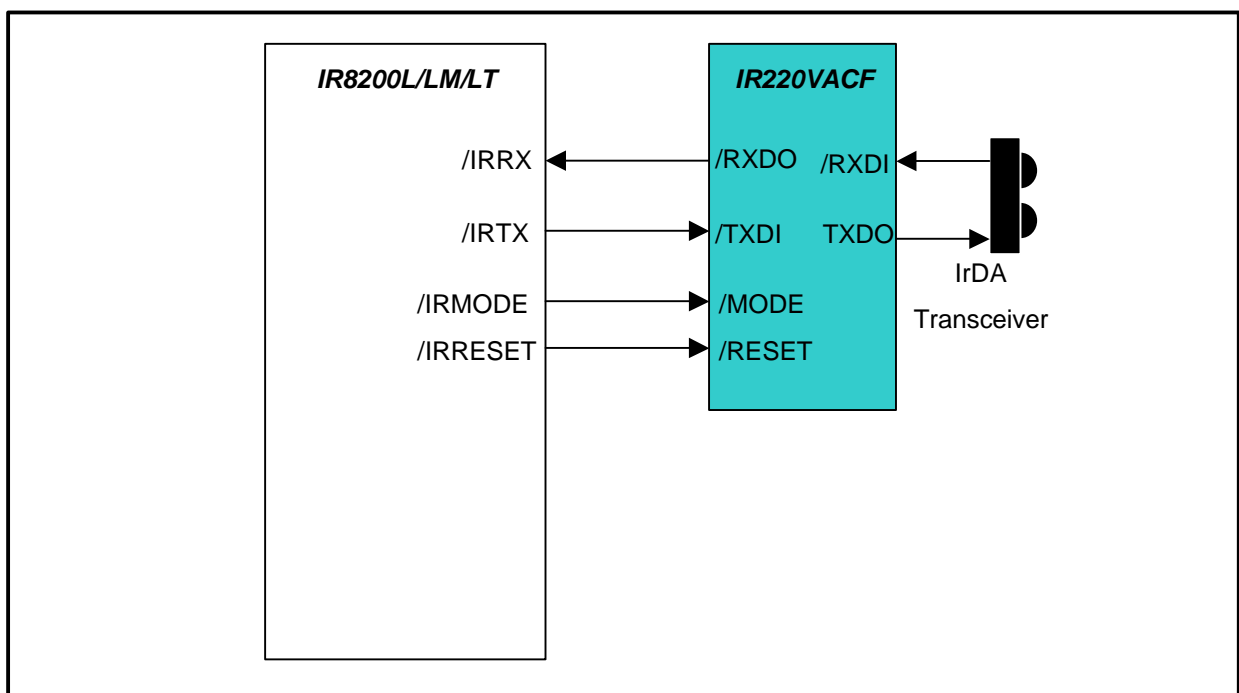 IR8200L/LM/LT
IR220VACF
/IRRX
/RXDO
/RXDI
/IRTX
/TXDI
TXDO
IrDA
Transceiver
/IRMODE
/MODE
/IRRESET
/RESET